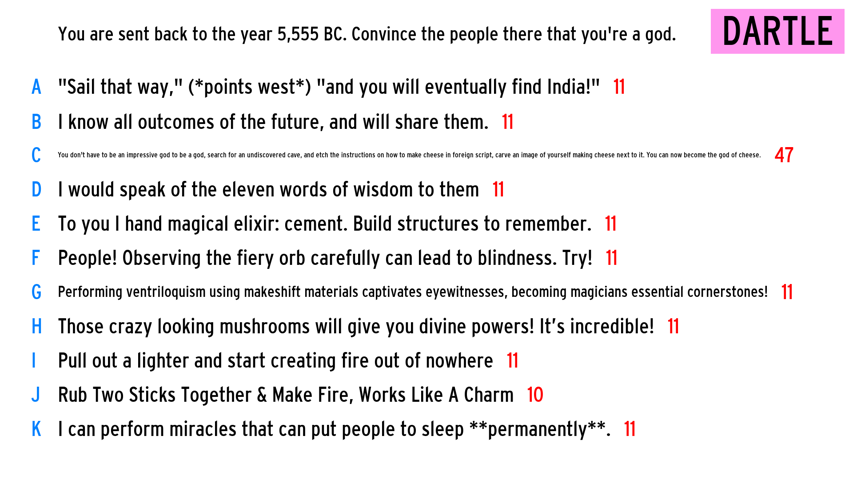 You are sent back to the year 5,555 BC. Convince the people there that you're a god.
DARTLE
A "Sail that way," (*points west*) "and you will eventually find India!" 11
B I know all outcomes of the future, and will share them. 11
C You don't have to be an impressive god to be a god, search for an undiscovered cave, and etch the instructions on how to make cheese in foreign script, carve an image of yourself making cheese next to it. You can now become the god of cheese. 47
D I would speak of the eleven words of wisdom to them 11
E To you I hand magical elixir: cement. Build structures to remember. 11
F People! Observing the fiery orb carefully can lead to blindness. Try! 11
G Performing ventriloquism using makeshift materials captivates eyewitnesses, becoming magicians essential cornerstones! 11
H Those crazy looking mushrooms will give you divine powers! It’s incredible! 11
I Pull out a lighter and start creating fire out of nowhere 11
J Rub Two Sticks Together & Make Fire, Works Like A Charm 10
K I can perform miracles that can put people to sleep **permanently**. 11